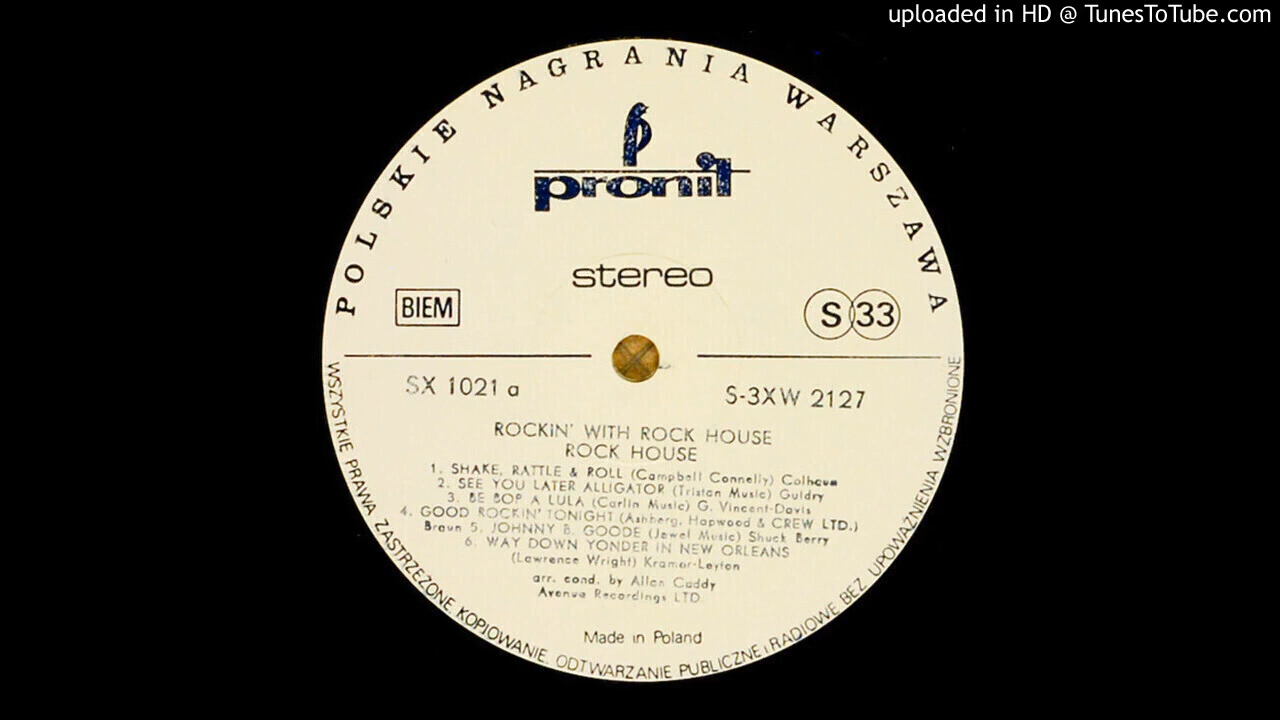 uploaded in HD @ TunesToTube.com
POLSKIE NAGRANIA WARSZAWA
pronit
stereo
BIEM
S 33
SX 1021 a
S-3XW 2127
ROCKIN' WITH ROCK HOUSE
ROCK HOUSE
1. SHAKE, RATTLE & ROLL (Campbell Connelly) Colhoun
2. SEE YOU LATER ALLIGATOR (Tristan Music) Guidry
3. BE BOP A LULA (Carlin Music) G. Vincent-Davis
4. GOOD ROCKIN' TONIGHT (Ashberg, Hapwood & CREW LTD.)
Braun 5. JOHNNY B. GOODE (Jewel Music) Shuck Berry
6. WAY DOWN YONDER IN NEW ORLEANS
(Lawrence Wright) Kramer-Leyton
arr. cond. by Allen Caddy
Avenue Recordings LTD.
Made in Poland
WSZYSTKIE PRAWA ZASTRZEŻONE. KOPIOWANIE, ODTWARZANIE PUBLICZNE i RADIOWE BEZ UPOWAŻNIENIA WZBRONIONE